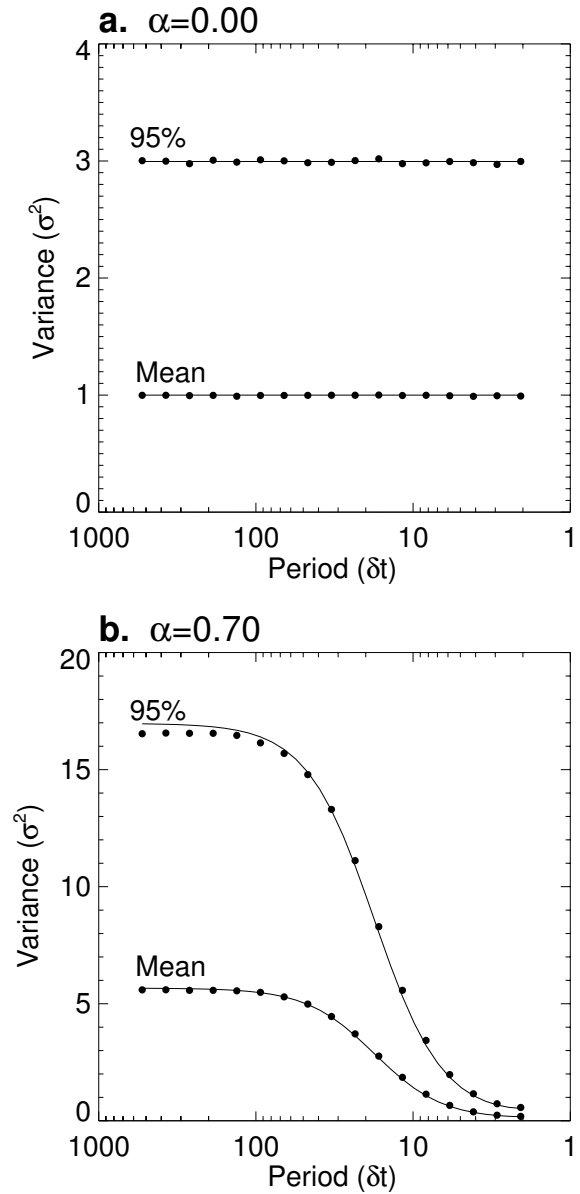 a. α=0.00
4
95%
3
Variance (σ²)
2
Mean
1
0
1000 100 10 1
Period (δt)
b. α=0.70
20
95%
15
Variance (σ²)
10
Mean
5
0
1000 100 10 1
Period (δt)